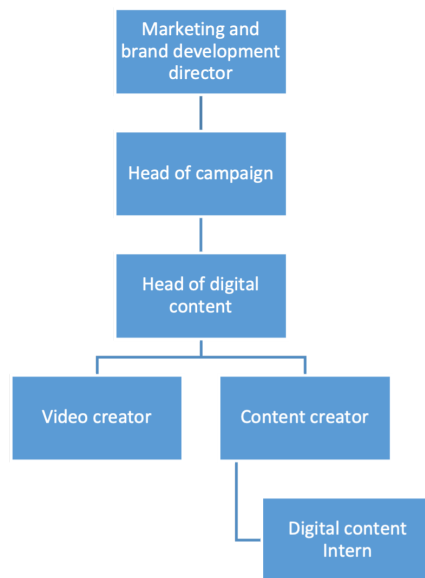 Marketing and
brand development
director
Head of campaign
Head of digital
content
Video creator
Content creator
Digital content
Intern